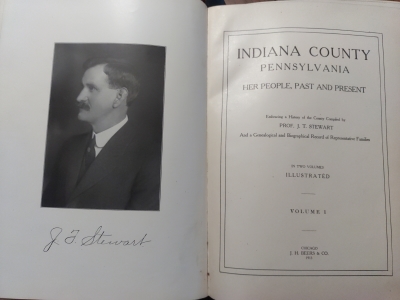 J. T. Stewart
INDIANA COUNTY
PENNSYLVANIA
HER PEOPLE, PAST AND PRESENT
Embracing a History of the County Compiled by
PROF. J. T. STEWART
And a Genealogical and Biographical Record of Representative Families
IN TWO VOLUMES
ILLUSTRATED
VOLUME I
CHICAGO
J. H. BEERS & CO.
1913